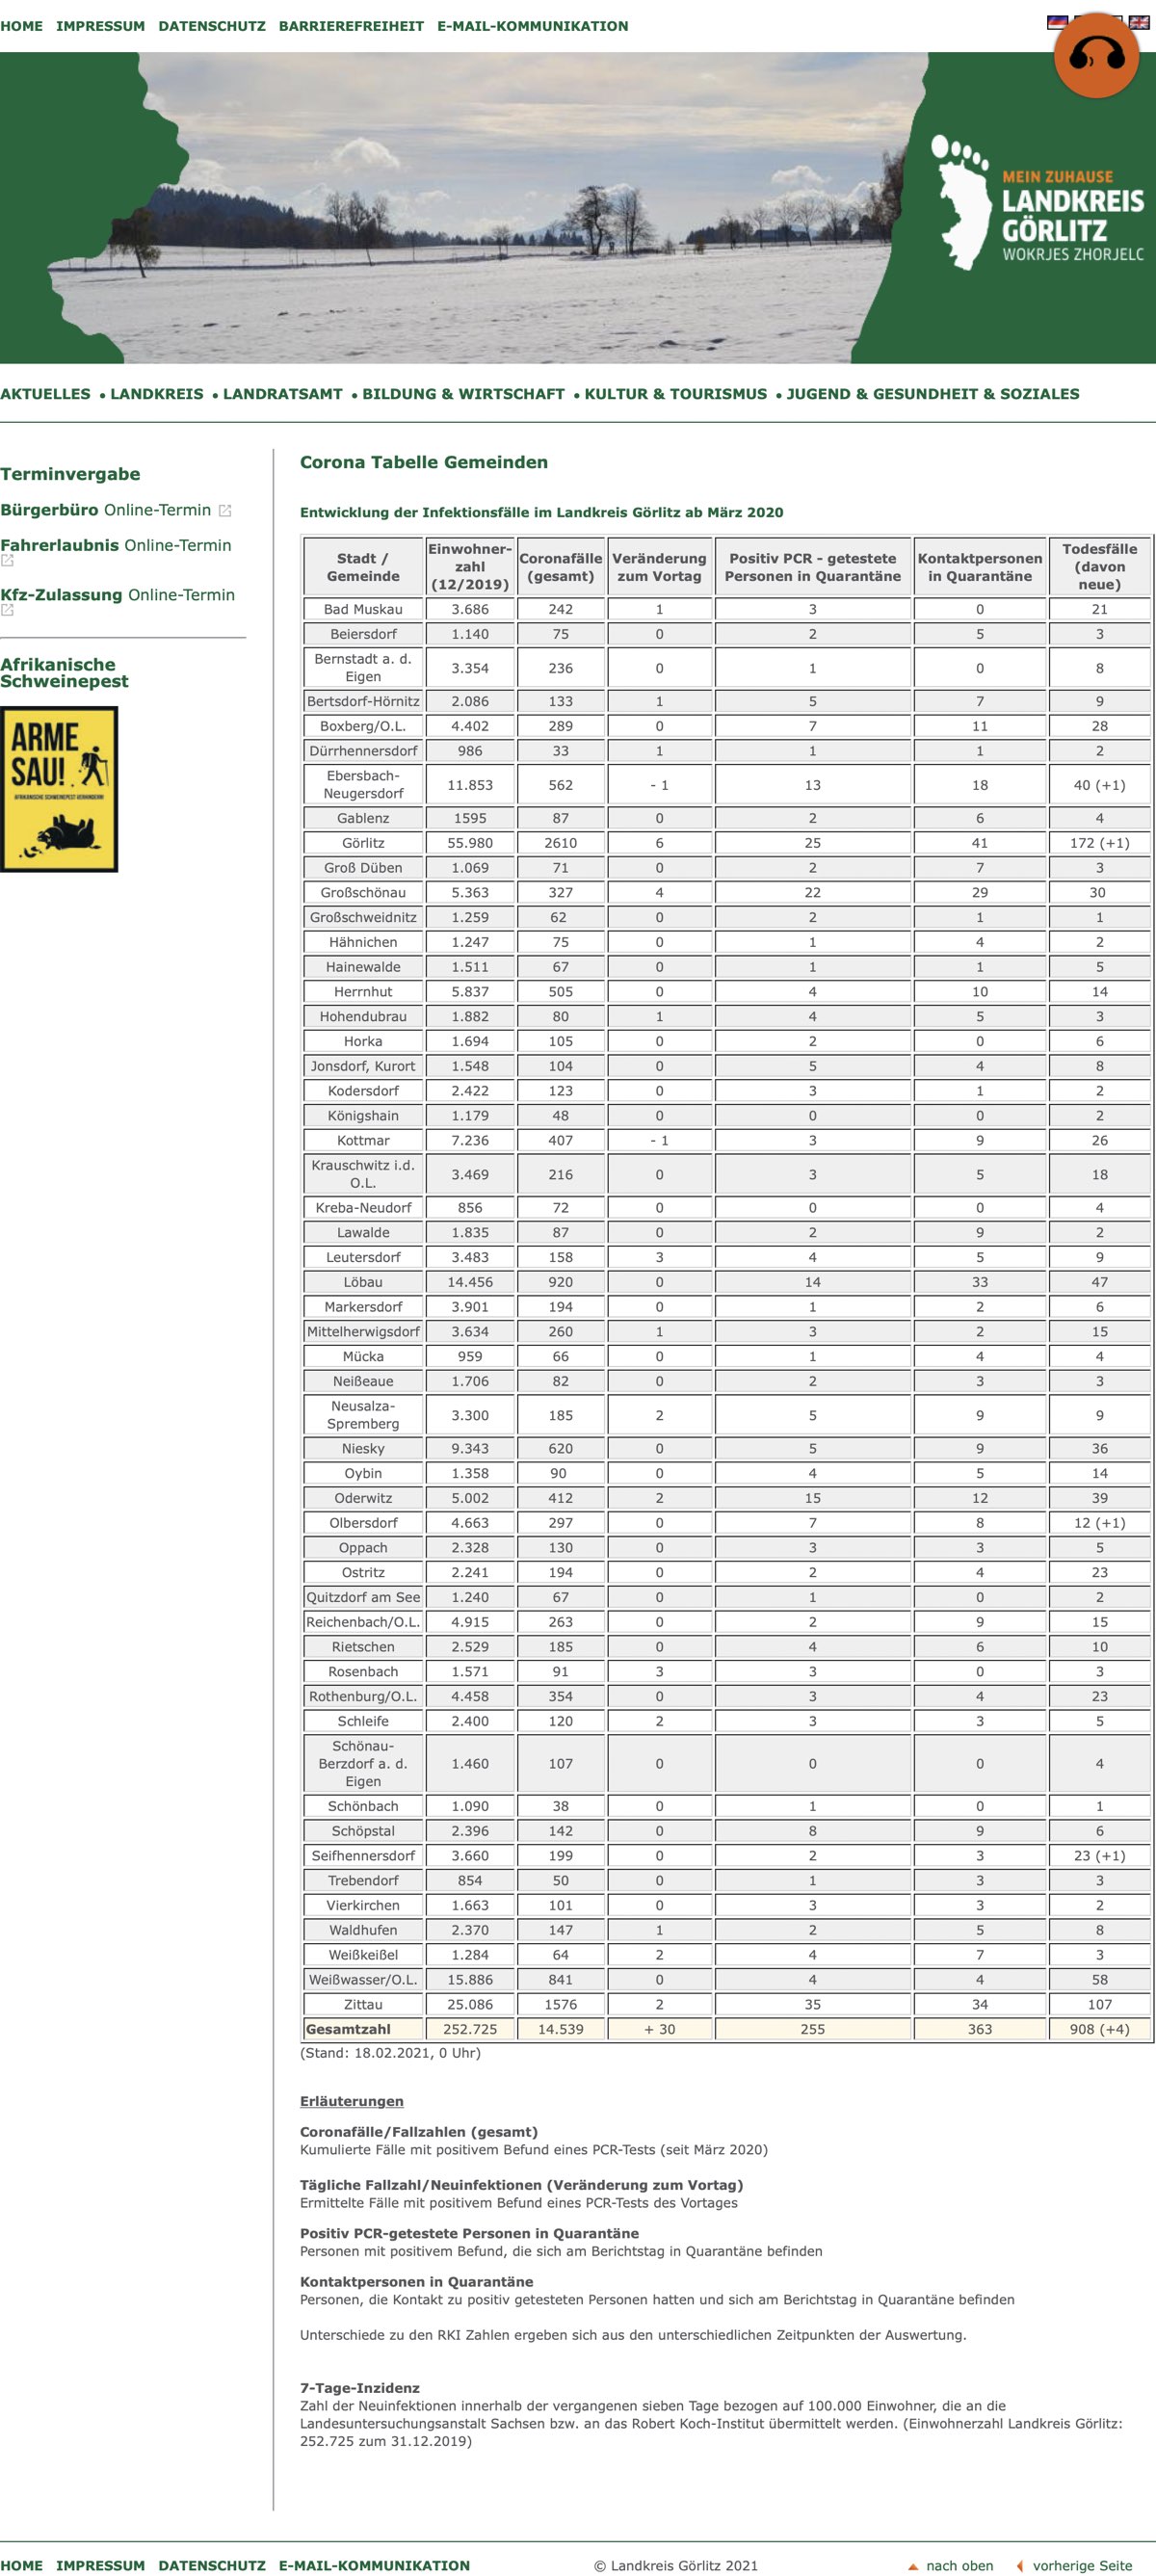 HOME IMPRESSUM DATENSCHUTZ BARRIEREFREIHEIT E-MAIL-KOMMUNIKATION
MEIN ZUHAUSE
LANDKREIS
GÖRLITZ
WOKRJES ZHORJELC
AKTUELLES • LANDKREIS • LANDRATSAMT • BILDUNG & WIRTSCHAFT • KULTUR & TOURISMUS • JUGEND & GESUNDHEIT & SOZIALES
Terminvergabe
Bürgerbüro Online-Termin
Fahrerlaubnis Online-Termin
Kfz-Zulassung Online-Termin
Afrikanische
Schweinepest
ARME
SAU!
AFRIKANISCHE SCHWEINEPEST VERHINDERN!
Corona Tabelle Gemeinden
Entwicklung der Infektionsfälle im Landkreis Görlitz ab März 2020
Stadt / Gemeinde Einwohner-zahl (12/2019) Coronafälle (gesamt) Veränderung zum Vortag Positiv PCR - getestete Personen in Quarantäne Kontaktpersonen in Quarantäne Todesfälle (davon neue)
Bad Muskau 3.686 242 1 3 0 21
Beiersdorf 1.140 75 0 2 5 3
Bernstadt a. d. Eigen 3.354 236 0 1 0 8
Bertsdorf-Hörnitz 2.086 133 1 5 7 9
Boxberg/O.L. 4.402 289 0 7 11 28
Dürrhennersdorf 986 33 1 1 1 2
Ebersbach-Neugersdorf 11.853 562 - 1 13 18 40 (+1)
Gablenz 1595 87 0 2 6 4
Görlitz 55.980 2610 6 25 41 172 (+1)
Groß Düben 1.069 71 0 2 7 3
Großschönau 5.363 327 4 22 29 30
Großschweidnitz 1.259 62 0 2 1 1
Hähnichen 1.247 75 0 1 4 2
Hainewalde 1.511 67 0 1 1 5
Herrnhut 5.837 505 0 4 10 14
Hohendubrau 1.882 80 1 4 5 3
Horka 1.694 105 0 2 0 6
Jonsdorf, Kurort 1.548 104 0 5 4 8
Kodersdorf 2.422 123 0 3 1 2
Königshain 1.179 48 0 0 0 2
Kottmar 7.236 407 - 1 3 9 26
Krauschwitz i.d. O.L. 3.469 216 0 3 5 18
Kreba-Neudorf 856 72 0 0 0 4
Lawalde 1.835 87 0 2 9 2
Leutersdorf 3.483 158 3 4 5 9
Löbau 14.456 920 0 14 33 47
Markersdorf 3.901 194 0 1 2 6
Mittelherwigsdorf 3.634 260 1 3 2 15
Mücka 959 66 0 1 4 4
Neißeaue 1.706 82 0 2 3 3
Neusalza-Spremberg 3.300 185 2 5 9 9
Niesky 9.343 620 0 5 9 36
Oybin 1.358 90 0 4 5 14
Oderwitz 5.002 412 2 15 12 39
Olbersdorf 4.663 297 0 7 8 12 (+1)
Oppach 2.328 130 0 3 3 5
Ostritz 2.241 194 0 2 4 23
Quitzdorf am See 1.240 67 0 1 0 2
Reichenbach/O.L. 4.915 263 0 2 9 15
Rietschen 2.529 185 0 4 6 10
Rosenbach 1.571 91 3 3 0 3
Rothenburg/O.L. 4.458 354 0 3 4 23
Schleife 2.400 120 2 3 3 5
Schönau-Berzdorf a. d. Eigen 1.460 107 0 0 0 4
Schönbach 1.090 38 0 1 0 1
Schöpstal 2.396 142 0 8 9 6
Seifhennersdorf 3.660 199 0 2 3 23 (+1)
Trebendorf 854 50 0 1 3 3
Vierkirchen 1.663 101 0 3 3 2
Waldhufen 2.370 147 1 2 5 8
Weißkeißel 1.284 64 2 4 7 3
Weißwasser/O.L. 15.886 841 0 4 4 58
Zittau 25.086 1576 2 35 34 107
Gesamtzahl 252.725 14.539 + 30 255 363 908 (+4)
(Stand: 18.02.2021, 0 Uhr)
Erläuterungen
Coronafälle/Fallzahlen (gesamt)
Kumulierte Fälle mit positivem Befund eines PCR-Tests (seit März 2020)
Tägliche Fallzahl/Neuinfektionen (Veränderung zum Vortag)
Ermittelte Fälle mit positivem Befund eines PCR-Tests des Vortages
Positiv PCR-getestete Personen in Quarantäne
Personen mit positivem Befund, die sich am Berichtstag in Quarantäne befinden
Kontaktpersonen in Quarantäne
Personen, die Kontakt zu positiv getesteten Personen hatten und sich am Berichtstag in Quarantäne befinden
Unterschiede zu den RKI Zahlen ergeben sich aus den unterschiedlichen Zeitpunkten der Auswertung.
7-Tage-Inzidenz
Zahl der Neuinfektionen innerhalb der vergangenen sieben Tage bezogen auf 100.000 Einwohner, die an die
Landesuntersuchungsanstalt Sachsen bzw. an das Robert Koch-Institut übermittelt werden. (Einwohnerzahl Landkreis Görlitz:
252.725 zum 31.12.2019)
HOME IMPRESSUM DATENSCHUTZ E-MAIL-KOMMUNIKATION © Landkreis Görlitz 2021 nach oben vorherige Seite